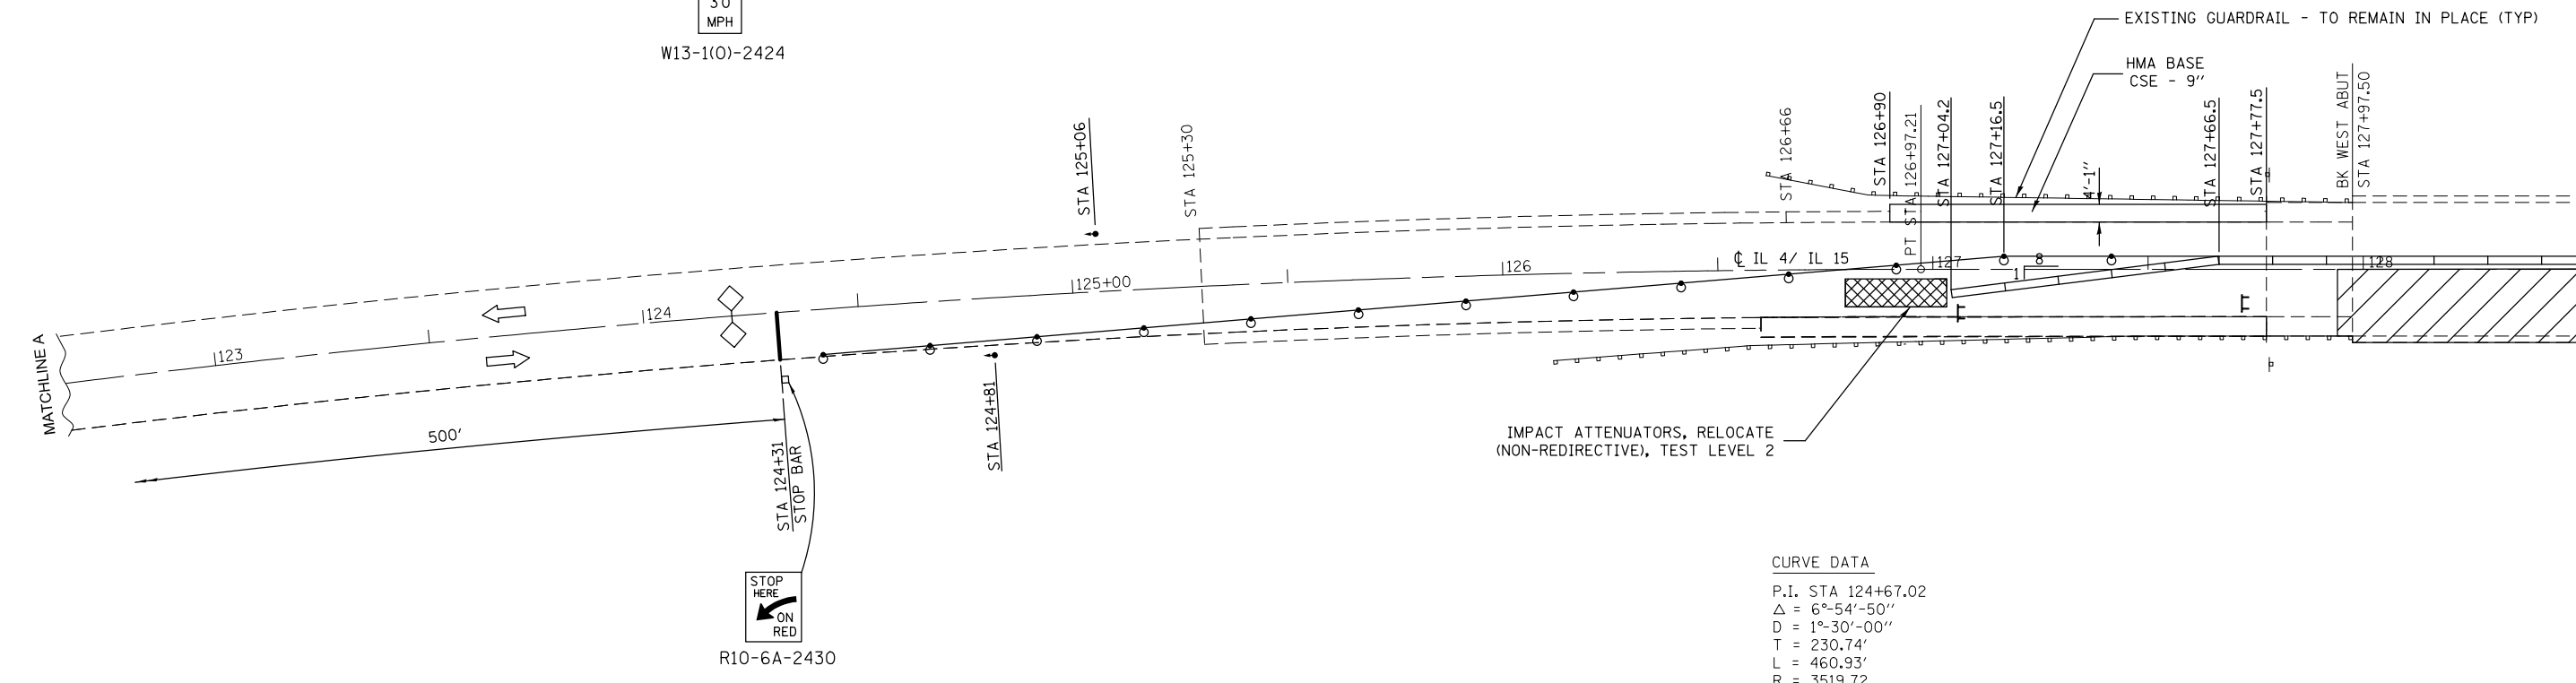 30
MPH
W13-1(O)-2424
EXISTING GUARDRAIL - TO REMAIN IN PLACE (TYP)
HMA BASE
CSE - 9''
STA 125+06
STA 125+30
STA 126+66
STA 126+90
PT STA 126+97.21
STA 127+04.2
STA 127+16.5
4'-1''
STA 127+66.5
STA 127+77.5
BK WEST ABUT
STA 127+97.50
MATCHLINE A
123
124
125+00
126
℄ IL 4/ IL 15
127
8
1
128
500'
STA 124+31
STOP BAR
STA 124+81
IMPACT ATTENUATORS, RELOCATE
(NON-REDIRECTIVE), TEST LEVEL 2
STOP
HERE
ON
RED
R10-6A-2430
CURVE DATA
P.I. STA 124+67.02
△ = 6°-54'-50''
D = 1°-30'-00''
T = 230.74'
L = 460.93'
R = 3519.72